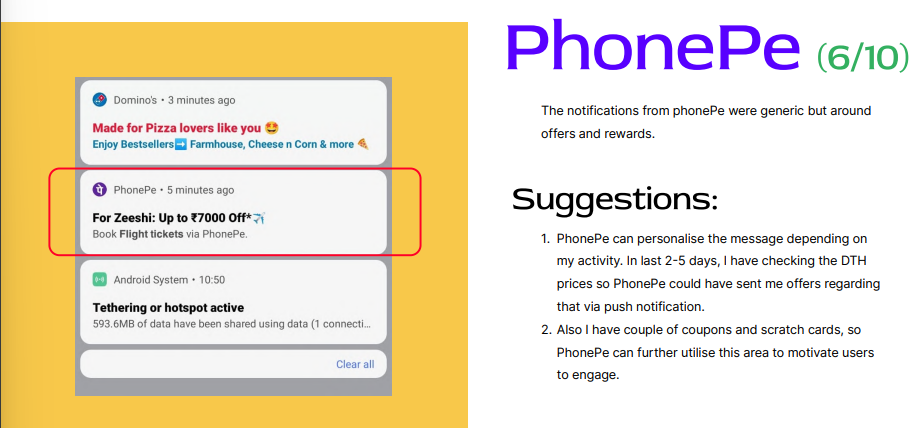 Domino's • 3 minutes ago
Made for Pizza lovers like you 🤩
Enjoy Bestsellers➡️ Farmhouse, Cheese n Corn & more 🍕
PhonePe • 5 minutes ago
For Zeeshi: Up to ₹7000 Off*✈️
Book Flight tickets via PhonePe.
Android System • 10:50
Tethering or hotspot active
593.6MB of data have been shared using data (1 connecti...
Clear all
PhonePe (6/10)
The notifications from phonePe were generic but around
offers and rewards.
Suggestions:
1. PhonePe can personalise the message depending on
my activity. In last 2-5 days, I have checking the DTH
prices so PhonePe could have sent me offers regarding
that via push notification.
2. Also I have couple of coupons and scratch cards, so
PhonePe can further utilise this area to motivate users
to engage.